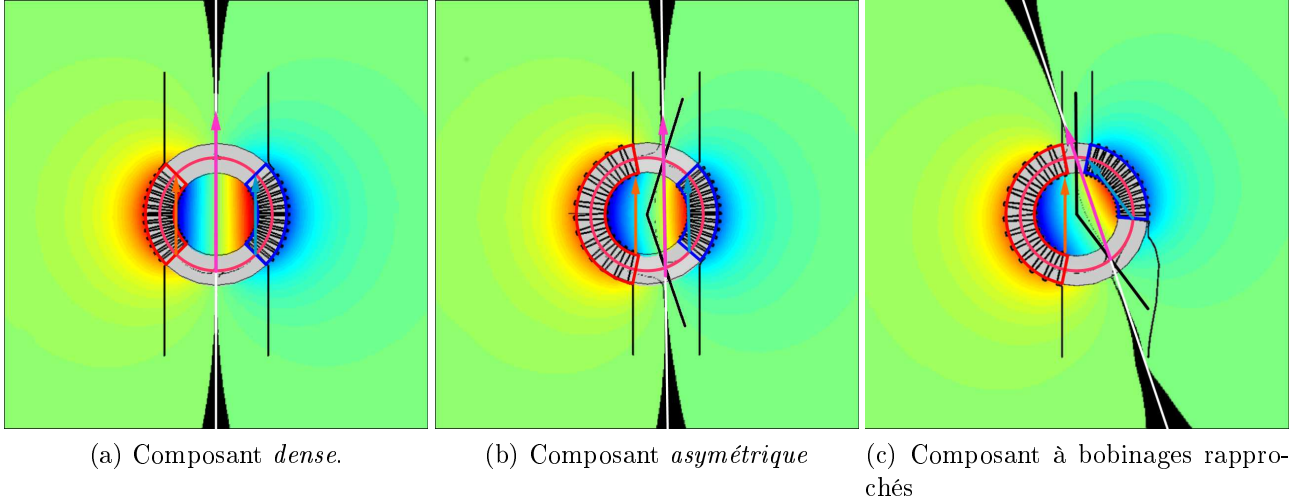 (a) Composant dense.
(b) Composant asymétrique
(c) Composant à bobinages rappro-
chés